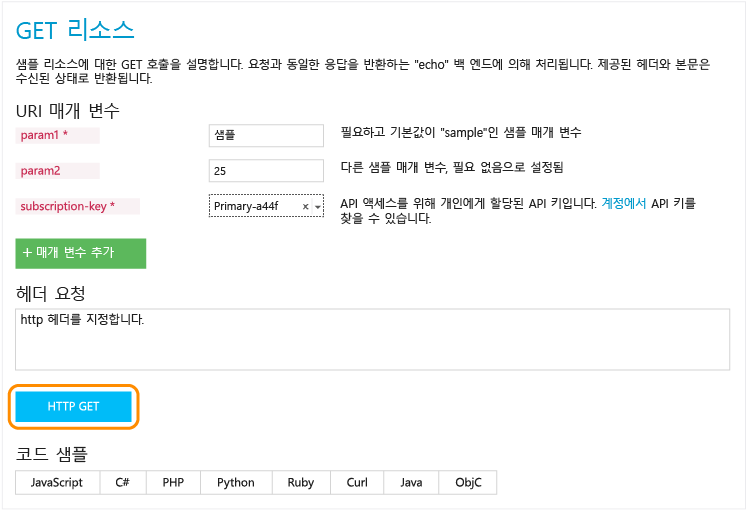 GET 리소스
샘플 리소스에 대한 GET 호출을 설명합니다. 요청과 동일한 응답을 반환하는 "echo" 백 엔드에 의해 처리됩니다. 제공된 헤더와 본문은
수신된 상태로 반환됩니다.
URI 매개 변수
param1 * 샘플 필요하고 기본값이 "sample"인 샘플 매개 변수
param2 25 다른 샘플 매개 변수, 필요 없음으로 설정됨
subscription-key * Primary-a44f x API 액세스를 위해 개인에게 할당된 API 키입니다. 계정에서 API 키를
찾을 수 있습니다.
+ 매개 변수 추가
헤더 요청
http 헤더를 지정합니다.
HTTP GET
코드 샘플
JavaScript C# PHP Python Ruby Curl Java ObjC